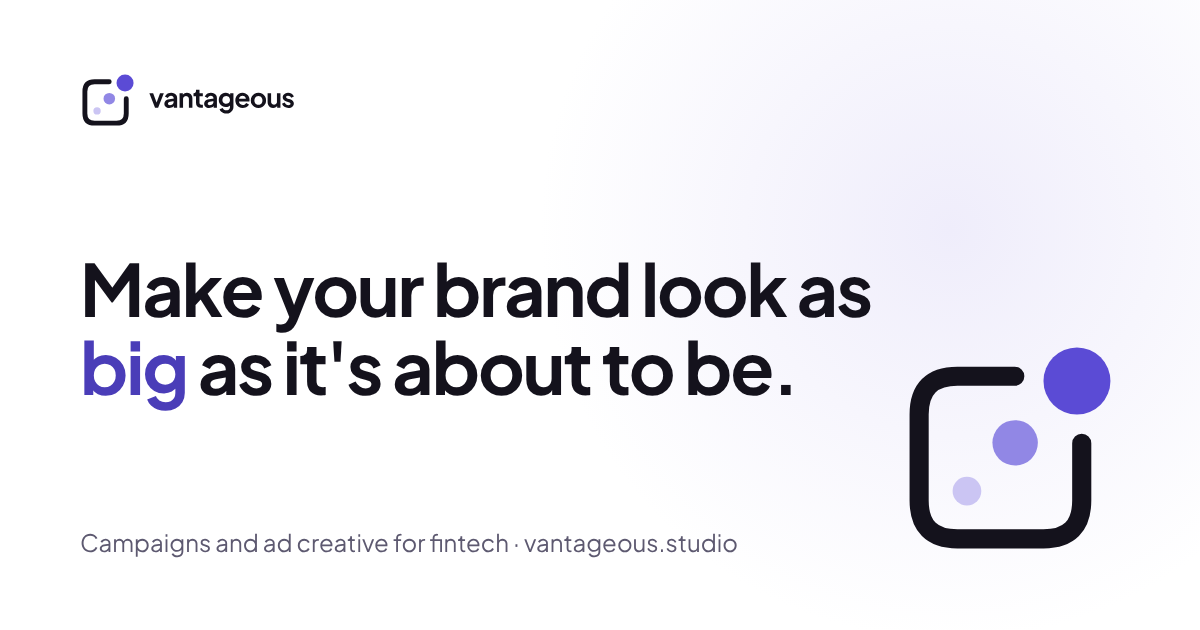 vantageous
Make your brand look as
big as it's about to be.
Campaigns and ad creative for fintech · vantageous.studio